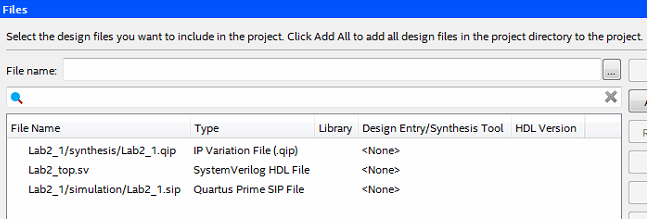 Files
Select the design files you want to include in the project. Click Add All to add all design files in the project directory to the project.
File name:
...
File Name Type Library Design Entry/Synthesis Tool HDL Version
Lab2_1/synthesis/Lab2_1.qip IP Variation File (.qip) <None>
Lab2_top.sv SystemVerilog HDL File <None>
Lab2_1/simulation/Lab2_1.sip Quartus Prime SIP File <None>